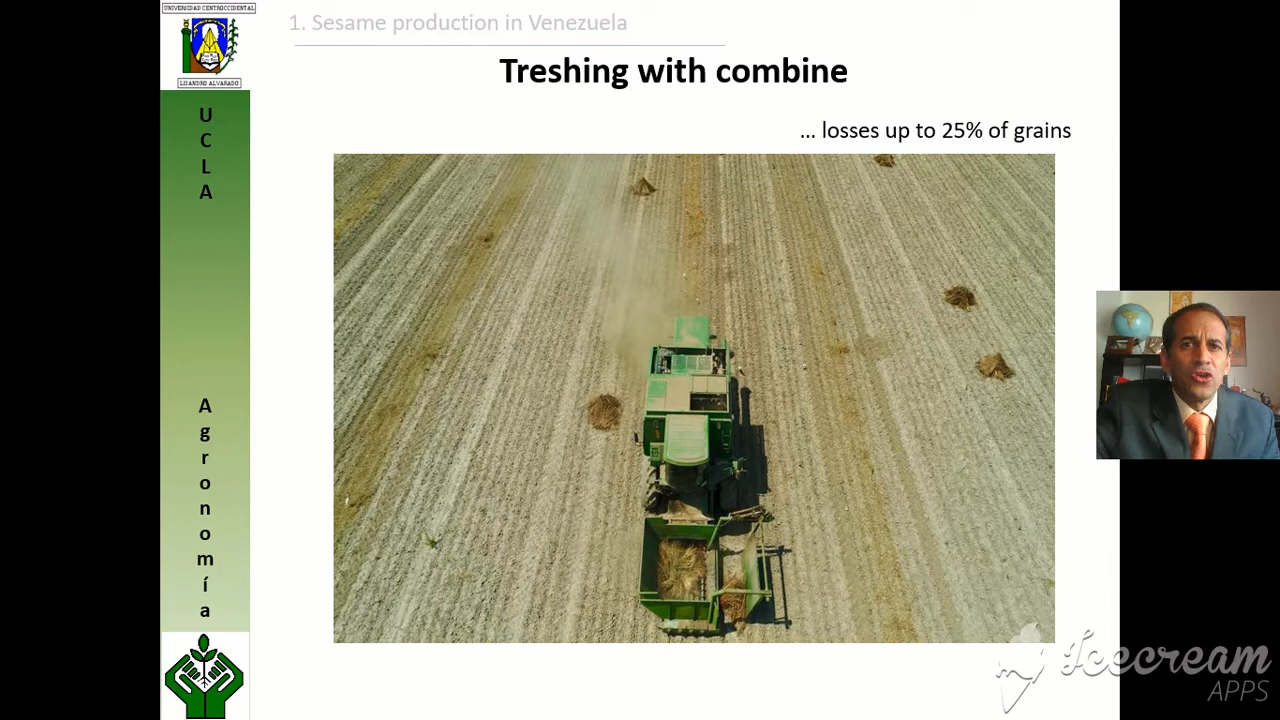 UNIVERSIDAD CENTROCCIDENTAL
LISANDRO ALVARADO
U
C
L
A
A
g
r
o
n
o
m
í
a
1. Sesame production in Venezuela
Treshing with combine
... losses up to 25% of grains
Icecream
APPS